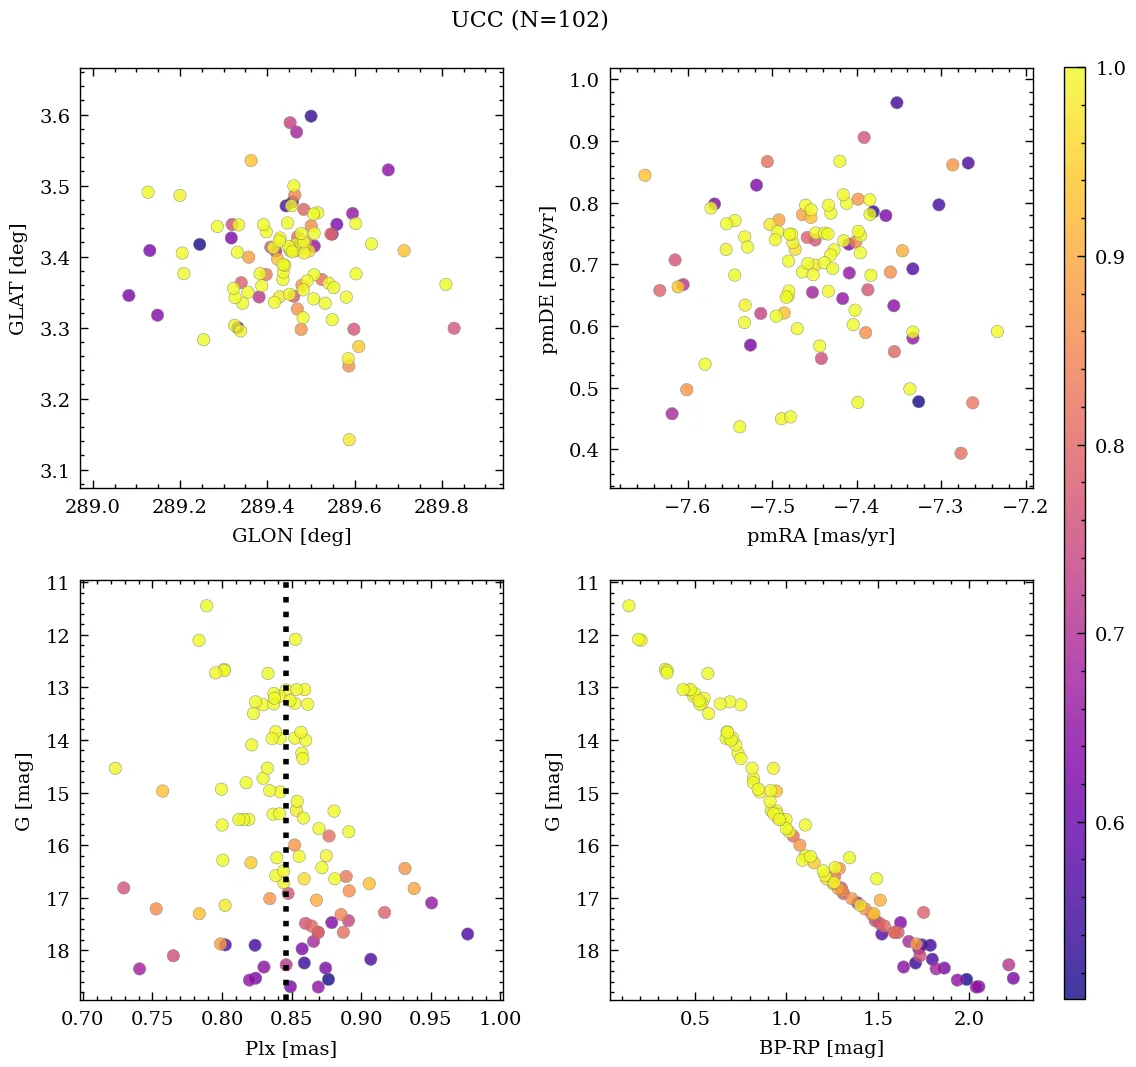 UCC (N=102)
3.6
3.5
3.4
3.3
3.2
3.1
GLAT [deg]
289.0 289.2 289.4 289.6 289.8
GLON [deg]
1.0
0.9
0.8
0.7
0.6
0.5
0.4
pmDE [mas/yr]
−7.6 −7.5 −7.4 −7.3 −7.2
pmRA [mas/yr]
1.0
0.9
0.8
0.7
0.6
11
12
13
14
15
16
17
18
G [mag]
0.70 0.75 0.80 0.85 0.90 0.95 1.00
Plx [mas]
11
12
13
14
15
16
17
18
G [mag]
0.5 1.0 1.5 2.0
BP-RP [mag]